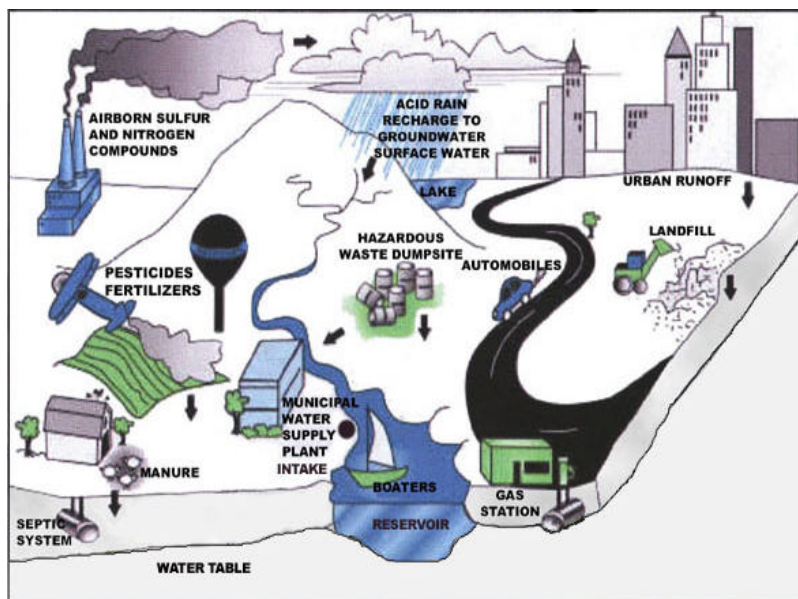 AIRBORN SULFUR
AND NITROGEN
COMPOUNDS
ACID RAIN
RECHARGE TO
GROUNDWATER
SURFACE WATER
LAKE
URBAN RUNOFF
PESTICIDES
FERTILIZERS
HAZARDOUS
WASTE DUMPSITE
AUTOMOBILES
LANDFILL
MUNICIPAL
WATER
SUPPLY
PLANT
INTAKE
MANURE
BOATERS
GAS
STATION
SEPTIC
SYSTEM
RESERVOIR
WATER TABLE